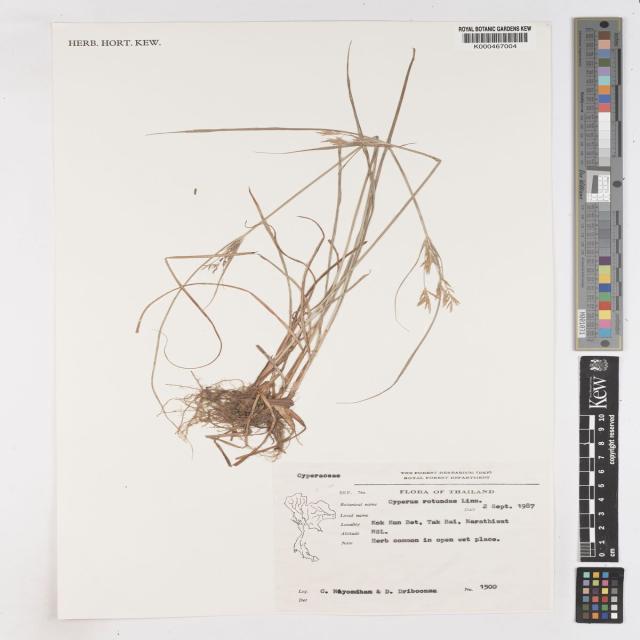 HERB. HORT. KEW.
ROYAL BOTANIC GARDENS KEW
K000467004
Cyperaceae
THE FOREST HERBARIUM (BKF)
ROYAL FOREST DEPARTMENT
BKF. No.
FLORA OF THAILAND
Botanical name Cyperus rotundus Linn.
Date 2 Sept. 1987
Local name
Locality Kok Kun Bet, Tak Bai, Narathiwat
Altitude MSL.
Note Herb common in open wet place.
Leg. C. Niyomdham & D. Sriboonma No. 1500
Det.
KEW
copyright reserved
0 1 2 3 4 5 6 7 8 9 10
cm